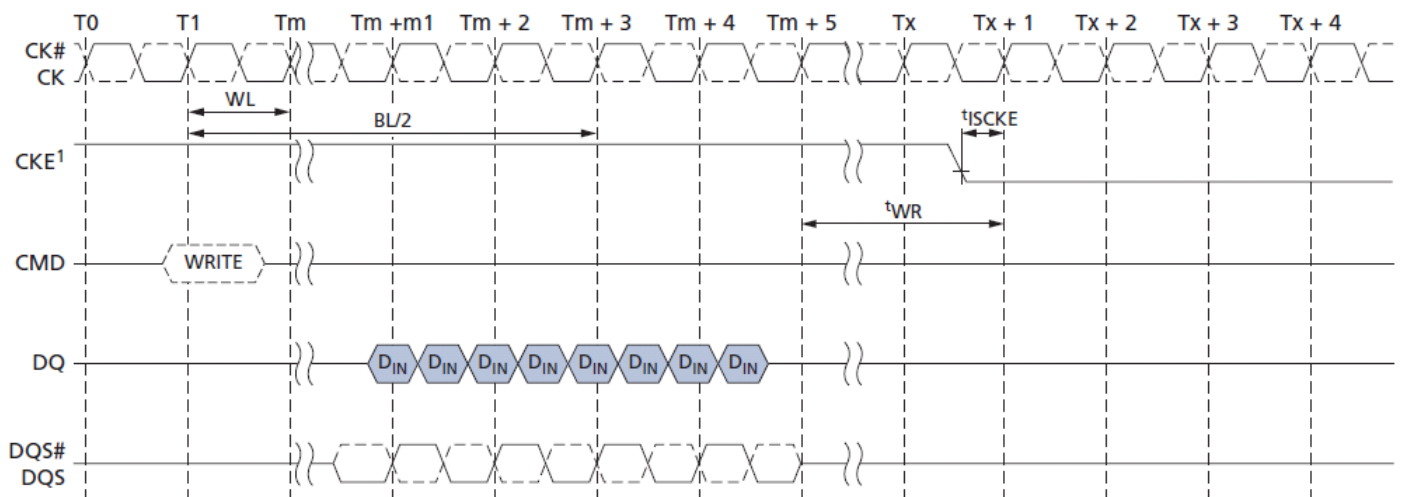 T0 T1 Tm Tm +m1 Tm + 2 Tm + 3 Tm + 4 Tm + 5 Tx Tx + 1 Tx + 2 Tx + 3 Tx + 4
CK#
CK
WL
BL/2
tISCKE
CKE1
tWR
CMD WRITE
DQ DIN DIN DIN DIN DIN DIN DIN DIN
DQS#
DQS